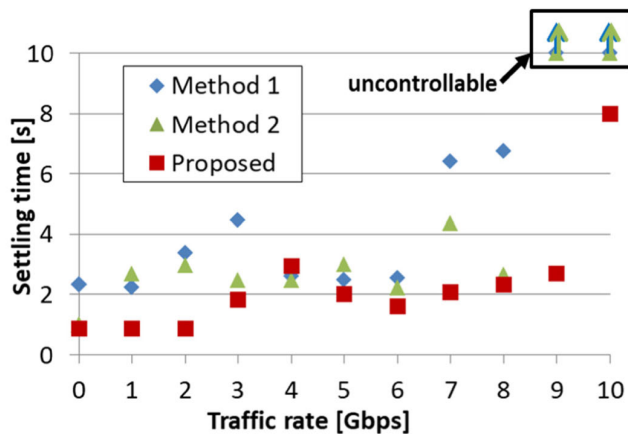 10
uncontrollable
Method 1
Method 2
Proposed
8
6
4
2
0
Settling time [s]
0 1 2 3 4 5 6 7 8 9 10
Traffic rate [Gbps]